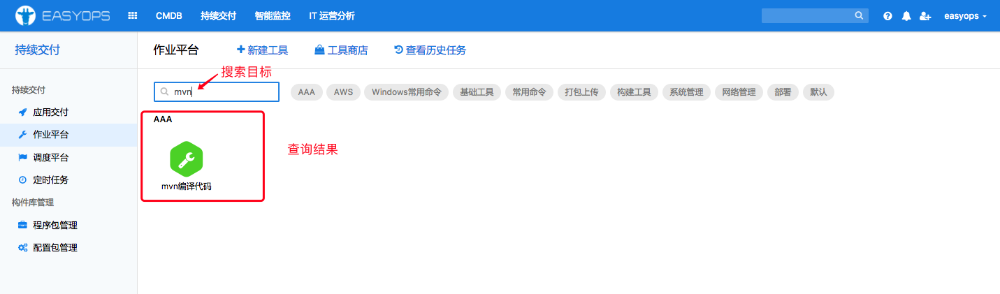 EASYOPS CMDB 持续交付 智能监控 IT 运营分析 easyops
持续交付
作业平台 新建工具 工具商店 查看历史任务
搜索目标
mvn
AAA AWS Windows常用命令 基础工具 常用命令 打包上传 构建工具 系统管理 网络管理 部署 默认
持续交付
应用交付
作业平台
调度平台
定时任务
构件库管理
程序包管理
配置包管理
AAA
mvn编译代码
查询结果